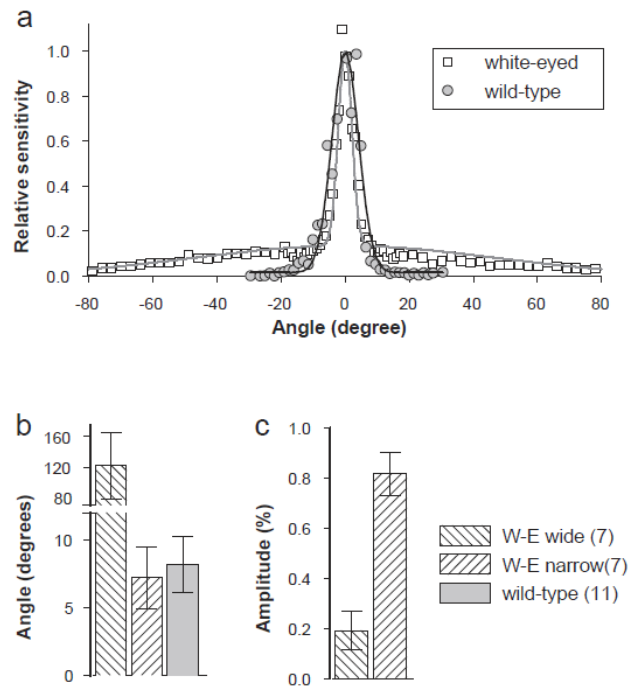 a
1.0
0.8
0.6
0.4
0.2
0.0
Relative sensitivity
white-eyed
wild-type
-80 -60 -40 -20 0 20 40 60 80
Angle (degree)
b
160
120
80
10
5
0
Angle (degrees)
c
1.0
0.8
0.6
0.4
0.2
0.0
Amplitude (%)
W-E wide (7)
W-E narrow(7)
wild-type (11)